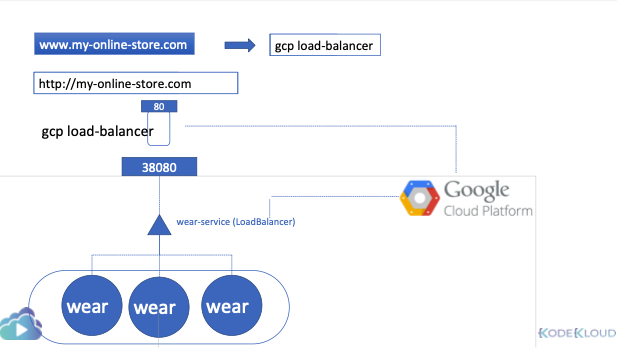 www.my-online-store.com
gcp load-balancer
http://my-online-store.com
80
gcp load-balancer
38080
Google
Cloud Platform
wear-service (LoadBalancer)
wear
wear
wear
KODEKLOUD